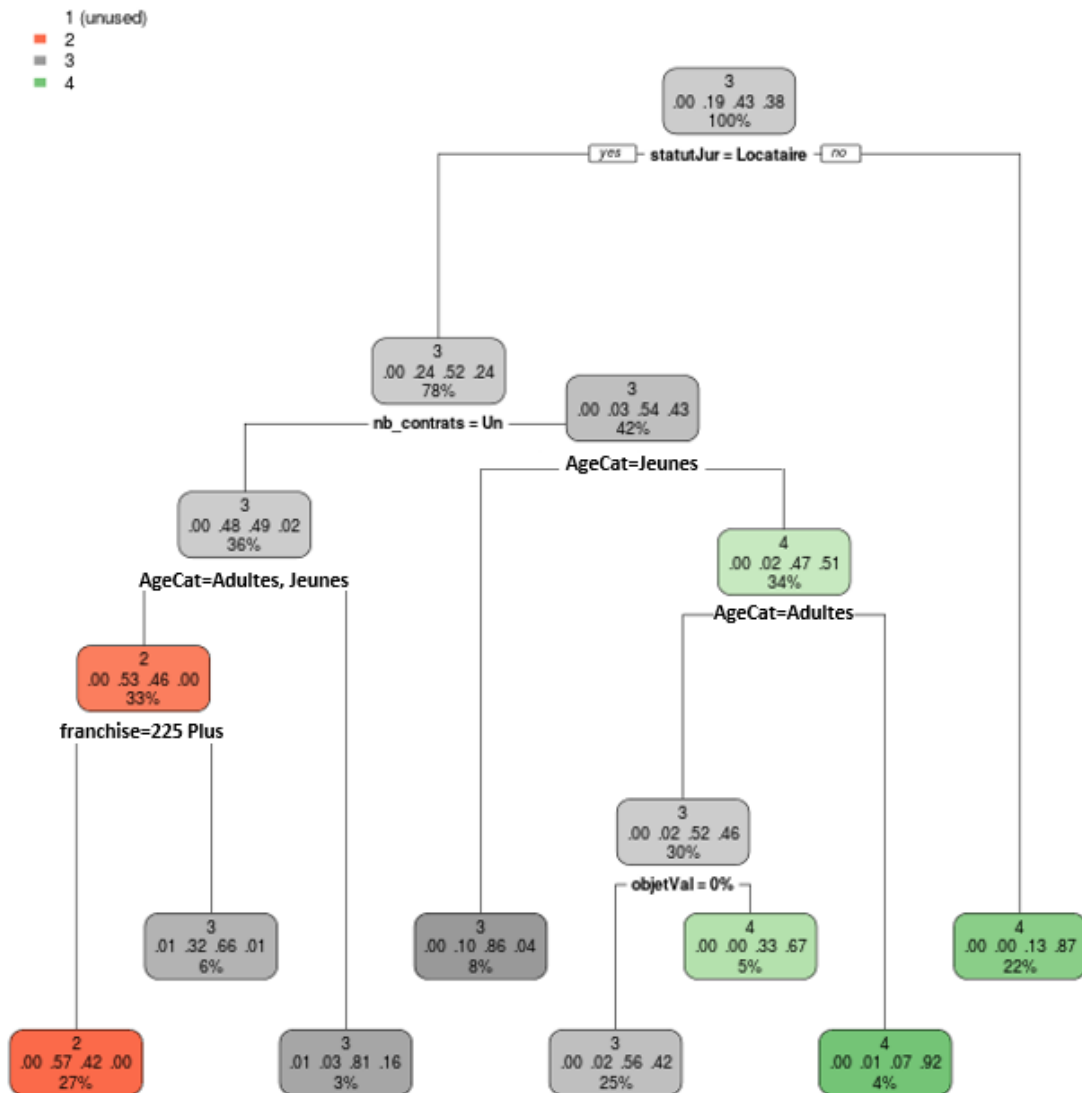 1 (unused)
2
3
4
3
.00 .19 .43 .38
100%
yes statutJur = Locataire no
3
.00 .24 .52 .24
78%
nb_contrats = Un
3
.00 .03 .54 .43
42%
AgeCat=Jeunes
3
.00 .48 .49 .02
36%
AgeCat=Adultes, Jeunes
4
.00 .02 .47 .51
34%
AgeCat=Adultes
2
.00 .53 .46 .00
33%
franchise=225 Plus
3
.00 .02 .52 .46
30%
objetVal = 0%
3
.01 .32 .66 .01
6%
3
.00 .10 .86 .04
8%
4
.00 .00 .33 .67
5%
4
.00 .00 .13 .87
22%
2
.00 .57 .42 .00
27%
3
.01 .03 .81 .16
3%
3
.00 .02 .56 .42
25%
4
.00 .01 .07 .92
4%